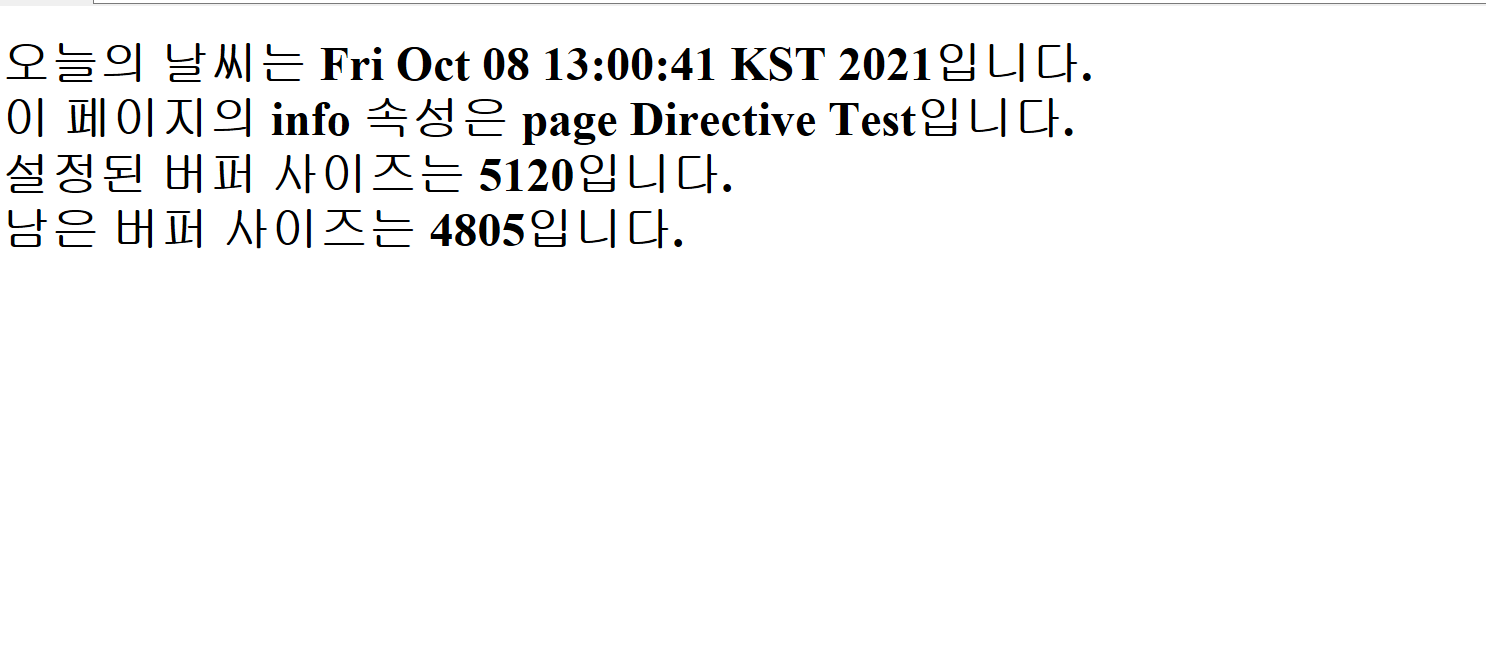 오늘의 날씨는 Fri Oct 08 13:00:41 KST 2021입니다.
이 페이지의 info 속성은 page Directive Test입니다.
설정된 버퍼 사이즈는 5120입니다.
남은 버퍼 사이즈는 4805입니다.